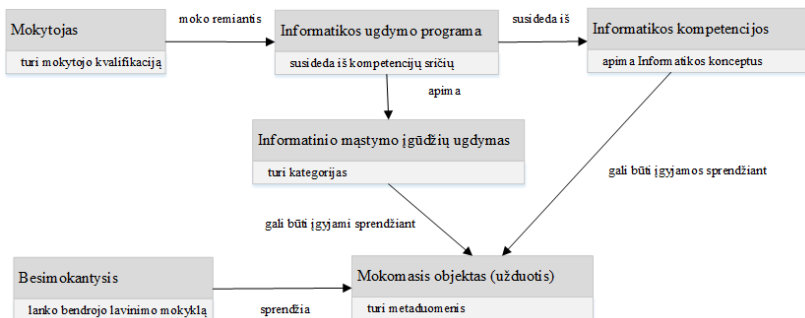 moko remiantis
susideda iš
Mokytojas
Informatikos ugdymo programa
Informatikos kompetencijos
turi mokytojo kvalifikaciją
susideda iš kompetencijų sričių
apima Informatikos konceptus
apima
Informatinio mąstymo įgūdžių ugdymas
turi kategorijas
gali būti įgyjamos sprendžiant
gali būti įgyjami sprendžiant
Besimokantysis
Mokomasis objektas (užduotis)
lanko bendrojo lavinimo mokyklą
sprendžia
turi metaduomenis